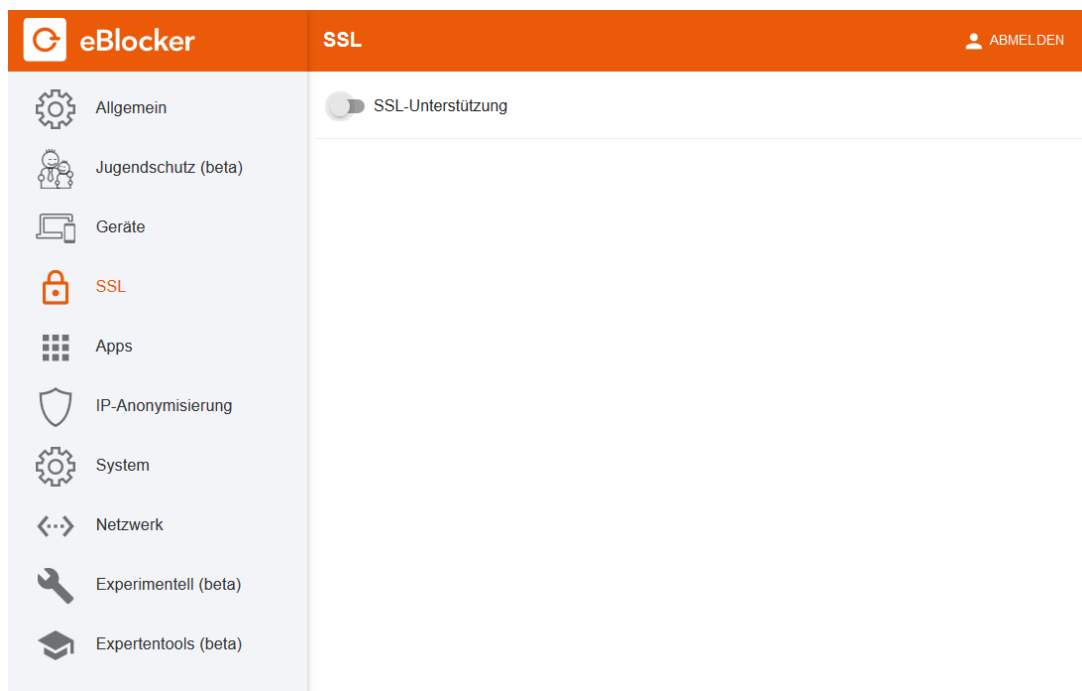 eBlocker
SSL
ABMELDEN
Allgemein
SSL-Unterstützung
Jugendschutz (beta)
Geräte
SSL
Apps
IP-Anonymisierung
System
Netzwerk
Experimentell (beta)
Expertentools (beta)